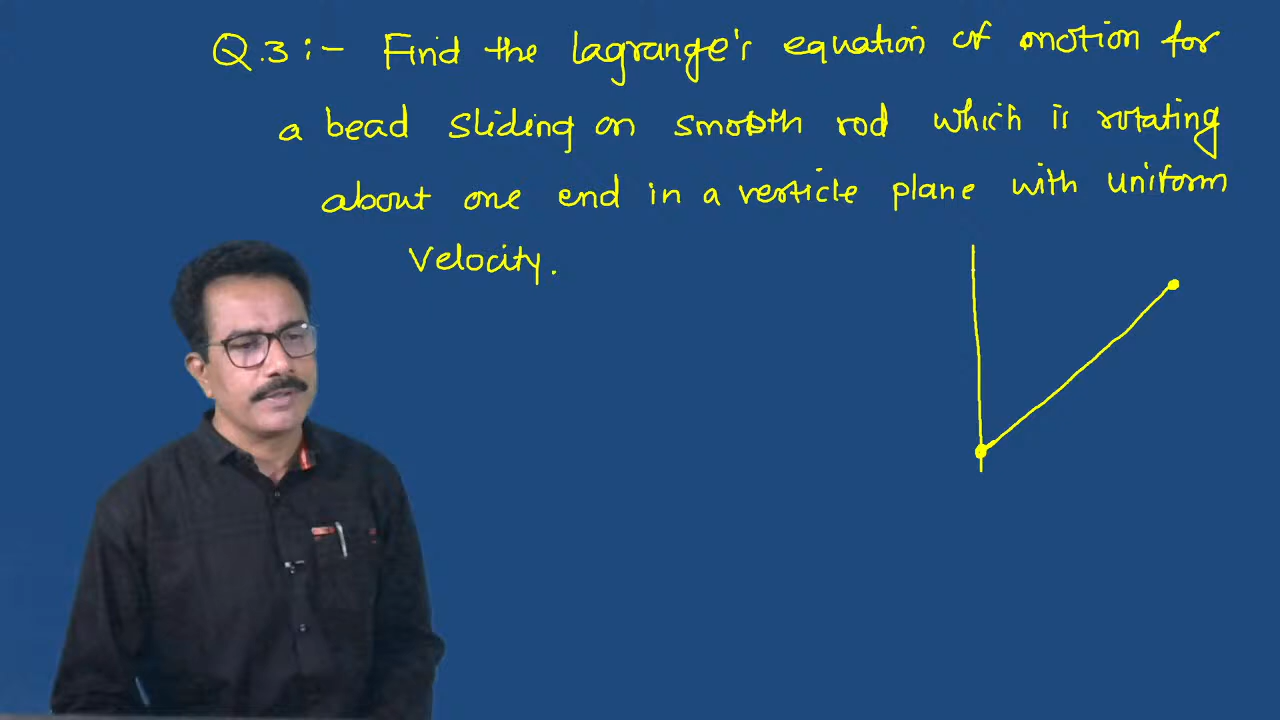 Q.3 :- Find the lagrange's equation of motion for
a bead sliding on smooth rod which is rotating
about one end in a verticle plane with uniform
velocity.